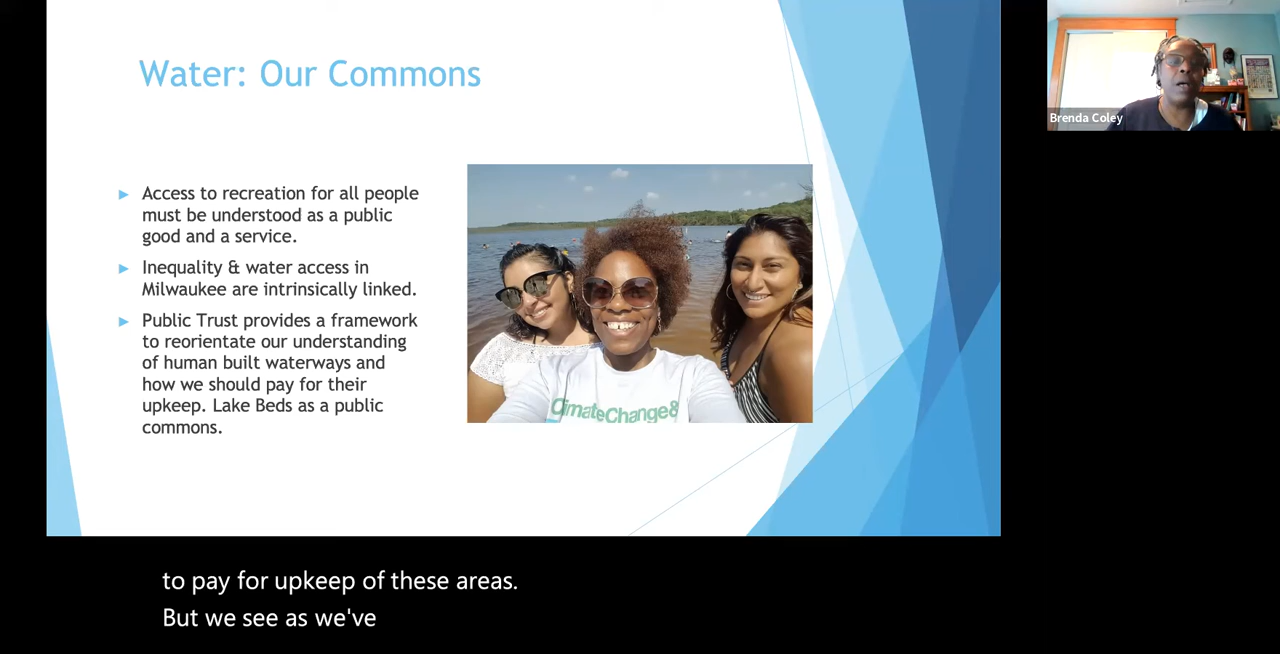 Water: Our Commons
Brenda Coley
Access to recreation for all people
must be understood as a public
good and a service.
Inequality & water access in
Milwaukee are intrinsically linked.
Public Trust provides a framework
to reorientate our understanding
of human built waterways and
how we should pay for their
upkeep. Lake Beds as a public
commons.
ClimateChange&
to pay for upkeep of these areas.
But we see as we've